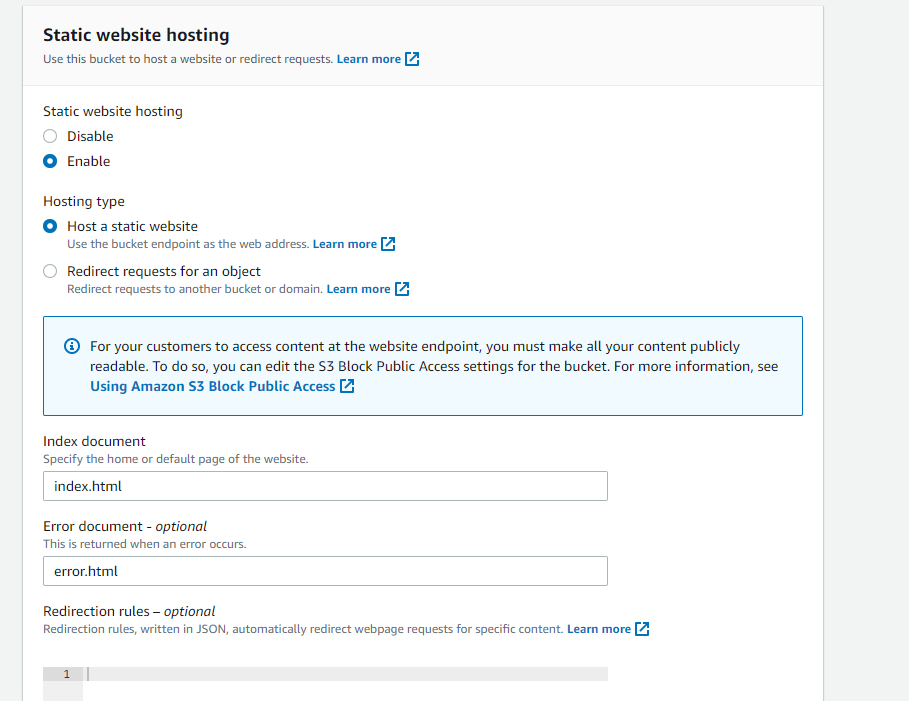 Static website hosting
Use this bucket to host a website or redirect requests. Learn more
Static website hosting
Disable
Enable
Hosting type
Host a static website
Use the bucket endpoint as the web address. Learn more
Redirect requests for an object
Redirect requests to another bucket or domain. Learn more
For your customers to access content at the website endpoint, you must make all your content publicly
readable. To do so, you can edit the S3 Block Public Access settings for the bucket. For more information, see
Using Amazon S3 Block Public Access
Index document
Specify the home or default page of the website.
index.html
Error document - optional
This is returned when an error occurs.
error.html
Redirection rules – optional
Redirection rules, written in JSON, automatically redirect webpage requests for specific content. Learn more
1